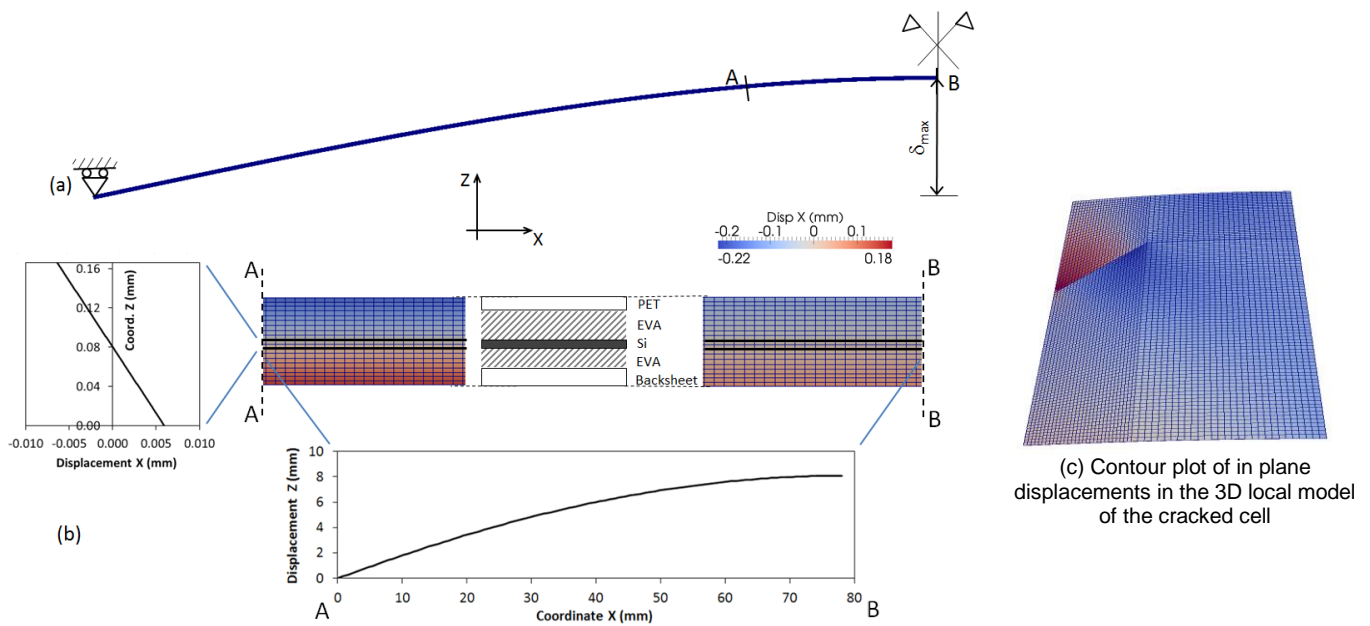 A
B
δmax
(a)
Z
X
Disp X (mm)
-0.2 -0.1 0 0.1
-0.22 0.18
A
B
0.16
0.12
0.08
0.04
0.00
Coord. Z (mm)
-0.010 -0.005 0.000 0.005 0.010
Displacement X (mm)
PET
EVA
Si
EVA
Backsheet
A
B
(b)
10
8
6
4
2
0
Displacement Z (mm)
0 10 20 30 40 50 60 70 80
A
Coordinate X (mm)
B
(c) Contour plot of in plane
displacements in the 3D local model
of the cracked cell